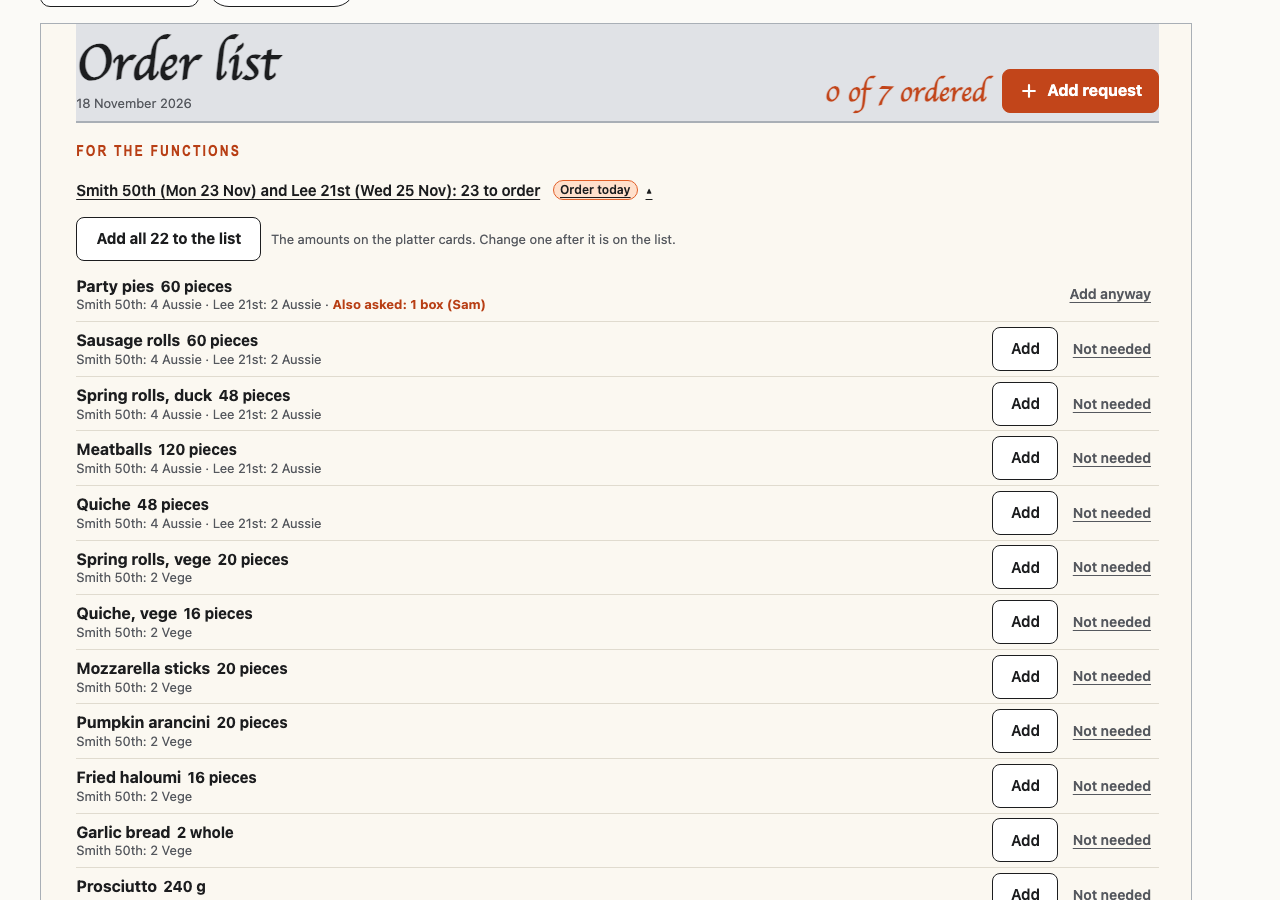 Order list
18 November 2026
0 of 7 ordered
+ Add request
FOR THE FUNCTIONS
Smith 50th (Mon 23 Nov) and Lee 21st (Wed 25 Nov): 23 to order Order today ▴
Add all 22 to the list The amounts on the platter cards. Change one after it is on the list.
Party pies 60 pieces
Smith 50th: 4 Aussie · Lee 21st: 2 Aussie · Also asked: 1 box (Sam)
Add anyway
Sausage rolls 60 pieces
Smith 50th: 4 Aussie · Lee 21st: 2 Aussie
Add Not needed
Spring rolls, duck 48 pieces
Smith 50th: 4 Aussie · Lee 21st: 2 Aussie
Add Not needed
Meatballs 120 pieces
Smith 50th: 4 Aussie · Lee 21st: 2 Aussie
Add Not needed
Quiche 48 pieces
Smith 50th: 4 Aussie · Lee 21st: 2 Aussie
Add Not needed
Spring rolls, vege 20 pieces
Smith 50th: 2 Vege
Add Not needed
Quiche, vege 16 pieces
Smith 50th: 2 Vege
Add Not needed
Mozzarella sticks 20 pieces
Smith 50th: 2 Vege
Add Not needed
Pumpkin arancini 20 pieces
Smith 50th: 2 Vege
Add Not needed
Fried haloumi 16 pieces
Smith 50th: 2 Vege
Add Not needed
Garlic bread 2 whole
Smith 50th: 2 Vege
Add Not needed
Prosciutto 240 g
Add Not needed